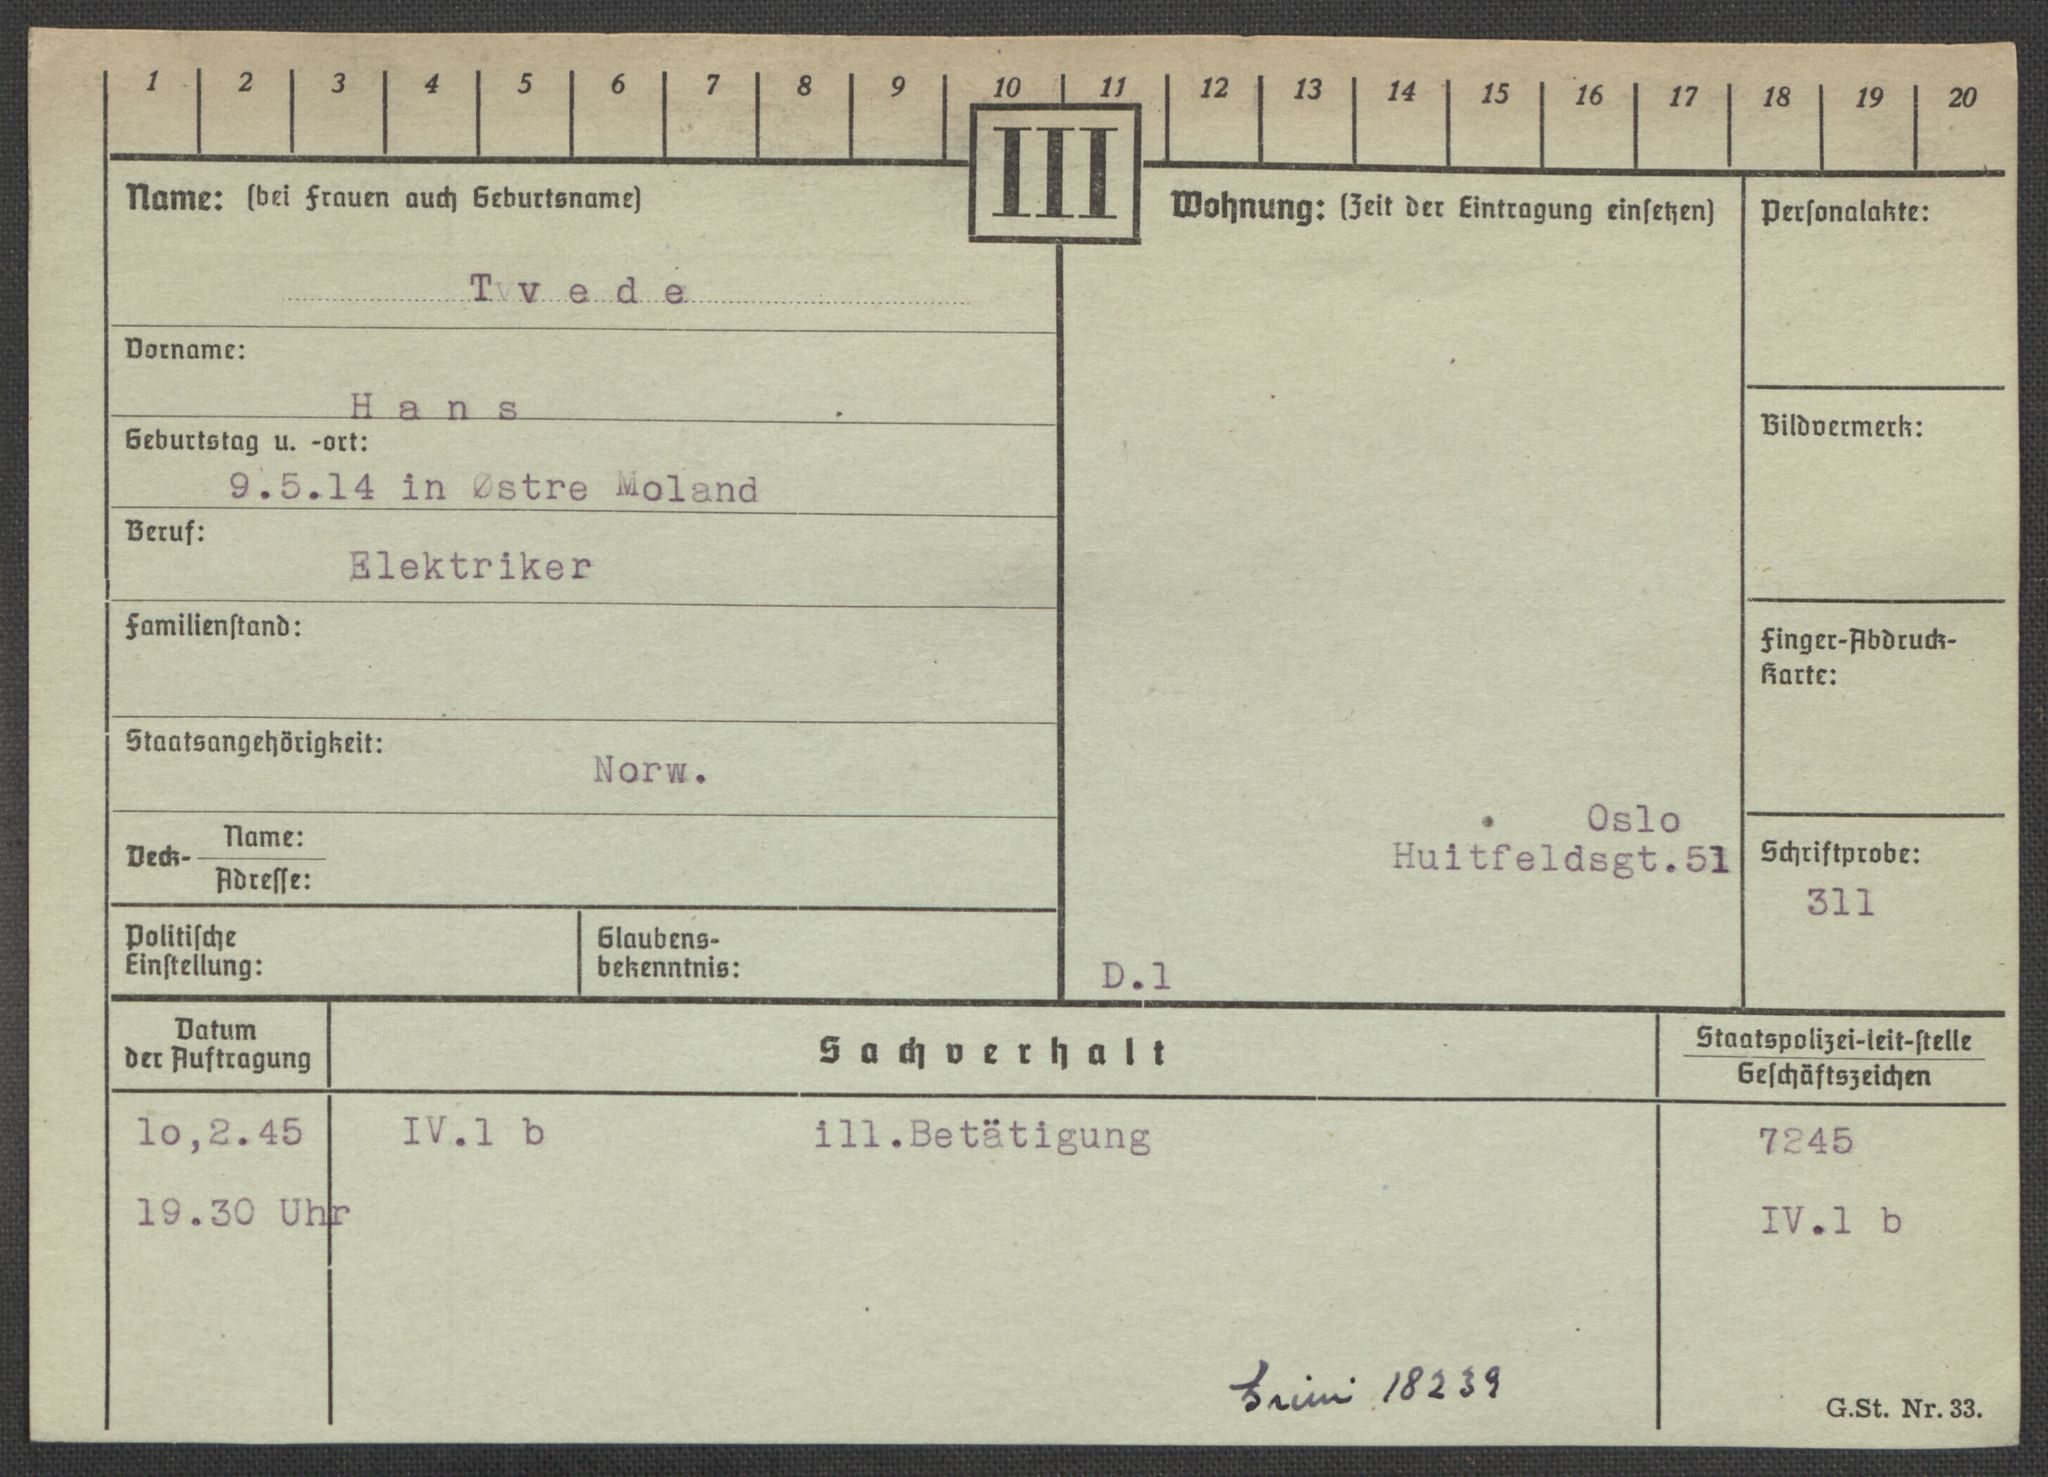 1 2 3 4 5 6 7 8 9 10 11 12 13 14 15 16 17 18 19 20
III
Name: (bei Frauen auch Geburtsname)
Tvede
Vorname:
Hans
Geburtstag u. -ort:
9.5.14 in Østre Moland
Beruf:
Elektriker
Familienstand:
Staatsangehörigkeit:
Norw.
Deck-
Name:
Adresse:
Politische
Einstellung:
Glaubens-
bekenntnis:
Wohnung: (Zeit der Eintragung einsetzen)
Oslo
Huitfeldsgt.51
D.1
Personalakte:
Bildvermerk:
Finger-Abdruck-
Karte:
Schriftprobe:
311
Datum
der Auftragung
Sachverhalt
Staatspolizei-leit-stelle
Geschäftszeichen
lo,2.45 IV.1 b ill.Betätigung 7245
19.30 Uhr IV.1 b
18239
G.St. Nr. 33.